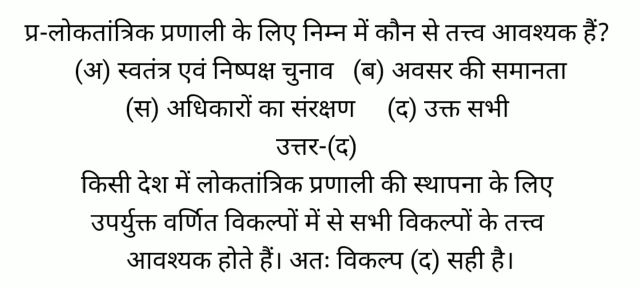 प्र-लोकतांत्रिक प्रणाली के लिए निम्न में कौन से तत्त्व आवश्यक हैं?
(अ) स्वतंत्र एवं निष्पक्ष चुनाव (ब) अवसर की समानता
(स) अधिकारों का संरक्षण (द) उक्त सभी
उत्तर-(द)
किसी देश में लोकतांत्रिक प्रणाली की स्थापना के लिए
उपर्युक्त वर्णित विकल्पों में से सभी विकल्पों के तत्त्व
आवश्यक होते हैं। अतः विकल्प (द) सही है।